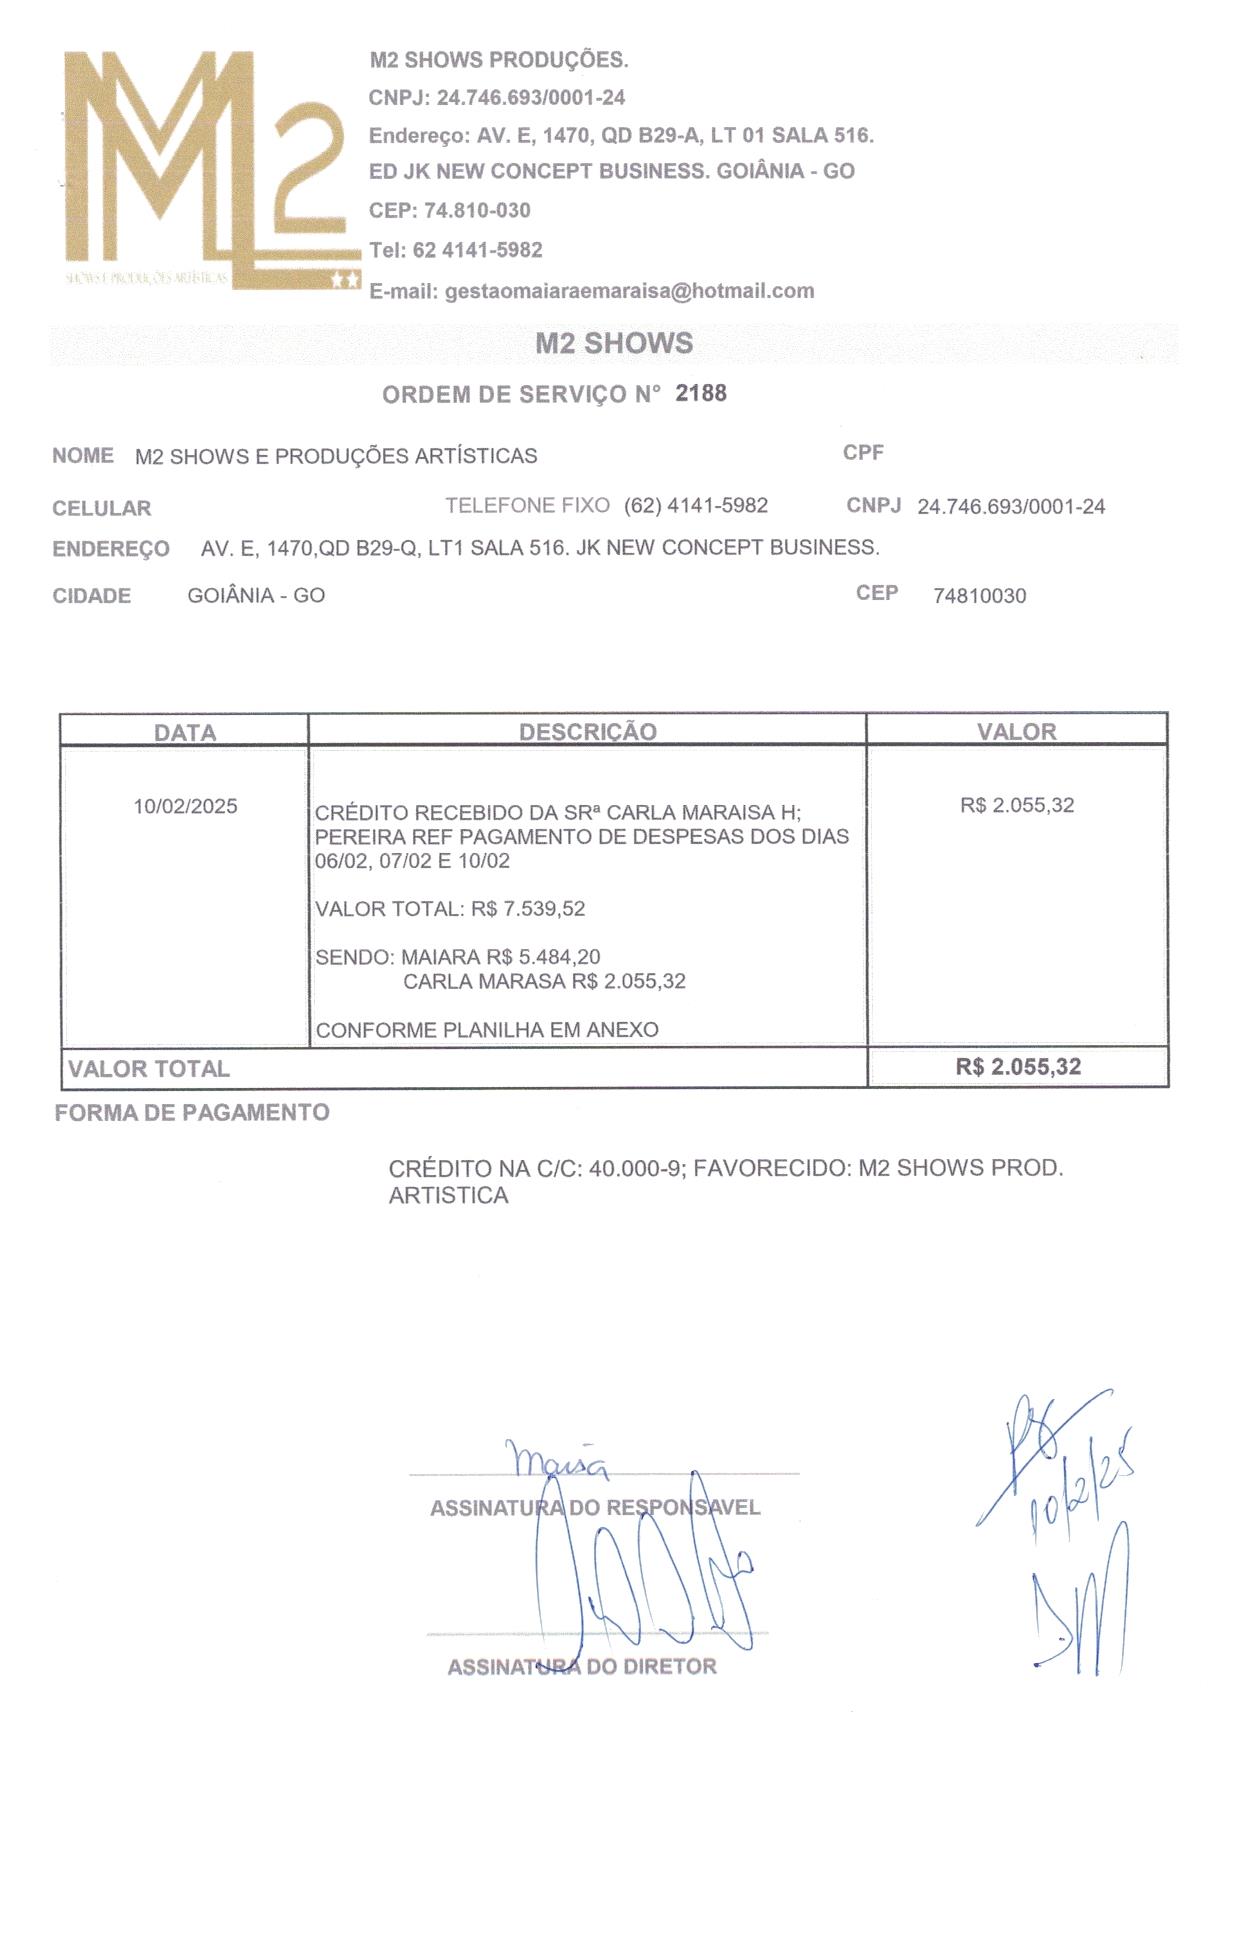 M2
SHOWS E PRODUÇÕES ARTÍSTICAS
M2 SHOWS PRODUÇÕES.
CNPJ: 24.746.693/0001-24
Endereço: AV. E, 1470, QD B29-A, LT 01 SALA 516.
ED JK NEW CONCEPT BUSINESS. GOIÂNIA - GO
CEP: 74.810-030
Tel: 62 4141-5982
E-mail: gestaomaiaraemaraisa@hotmail.com
M2 SHOWS
ORDEM DE SERVIÇO N° 2188
NOME M2 SHOWS E PRODUÇÕES ARTÍSTICAS CPF
CELULAR TELEFONE FIXO (62) 4141-5982 CNPJ 24.746.693/0001-24
ENDEREÇO AV. E, 1470,QD B29-Q, LT1 SALA 516. JK NEW CONCEPT BUSINESS.
CIDADE GOIÂNIA - GO CEP 74810030
DATA DESCRIÇÃO VALOR
10/02/2025 CRÉDITO RECEBIDO DA SRª CARLA MARAISA H; R$ 2.055,32
PEREIRA REF PAGAMENTO DE DESPESAS DOS DIAS
06/02, 07/02 E 10/02
VALOR TOTAL: R$ 7.539,52
SENDO: MAIARA R$ 5.484,20
CARLA MARASA R$ 2.055,32
CONFORME PLANILHA EM ANEXO
VALOR TOTAL R$ 2.055,32
FORMA DE PAGAMENTO
CRÉDITO NA C/C: 40.000-9; FAVORECIDO: M2 SHOWS PROD.
ARTISTICA
10/2/25
ASSINATURA DO RESPONSAVEL
ASSINATURA DO DIRETOR